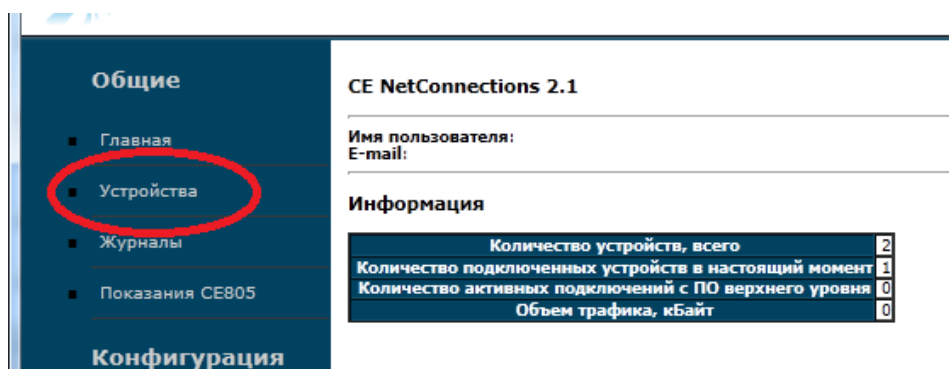 Общие
Главная
Устройства
Журналы
Показания CE805
Конфигурация
CE NetConnections 2.1
Имя пользователя:
E-mail:
Информация
Количество устройств, всего 2
Количество подключенных устройств в настоящий момент 1
Количество активных подключений с ПО верхнего уровня 0
Объем трафика, кБайт 0